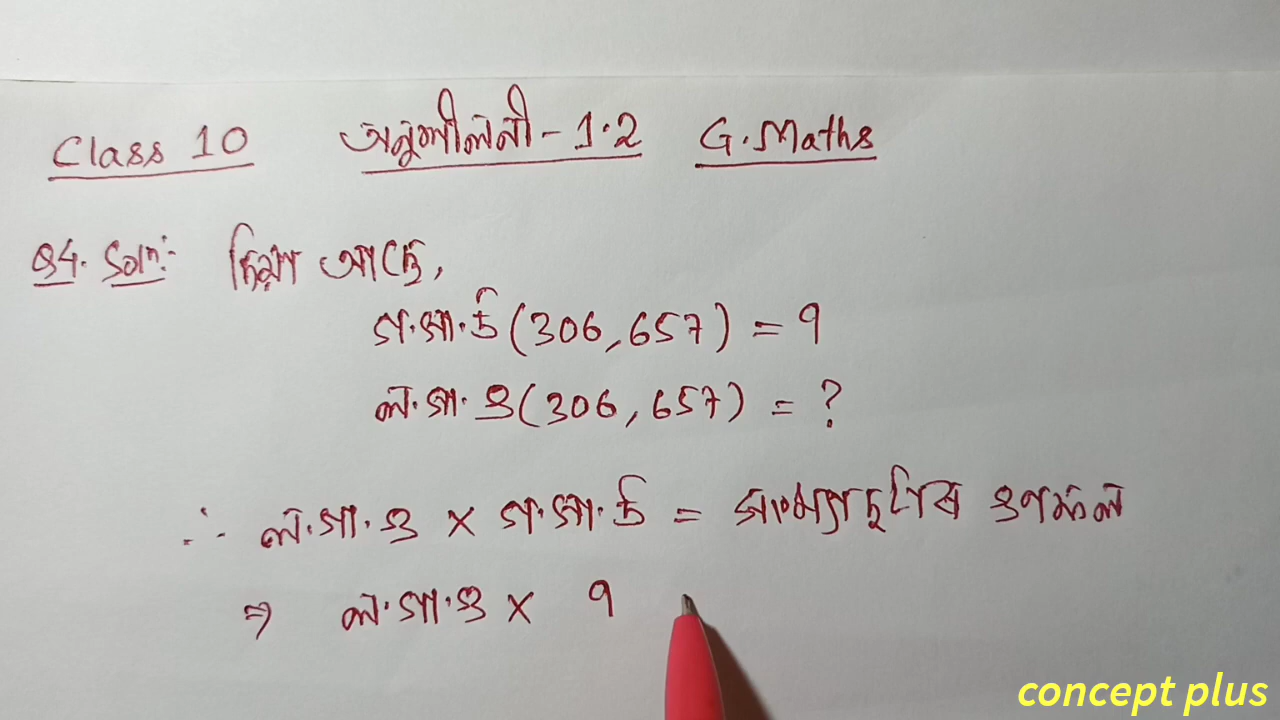 Class 10 অনুশীলনী - 1.2 G. Maths
Q4. Soln:- দিয়া আছে,
গ.সা.উ (306, 657) = 9
ল.সা.গু (306, 657) = ?
∴ ল.সা.গু × গ.সা.উ = সংখ্যাদুটাৰ গুণফল
⇒ ল.সা.গু × 9
concept plus